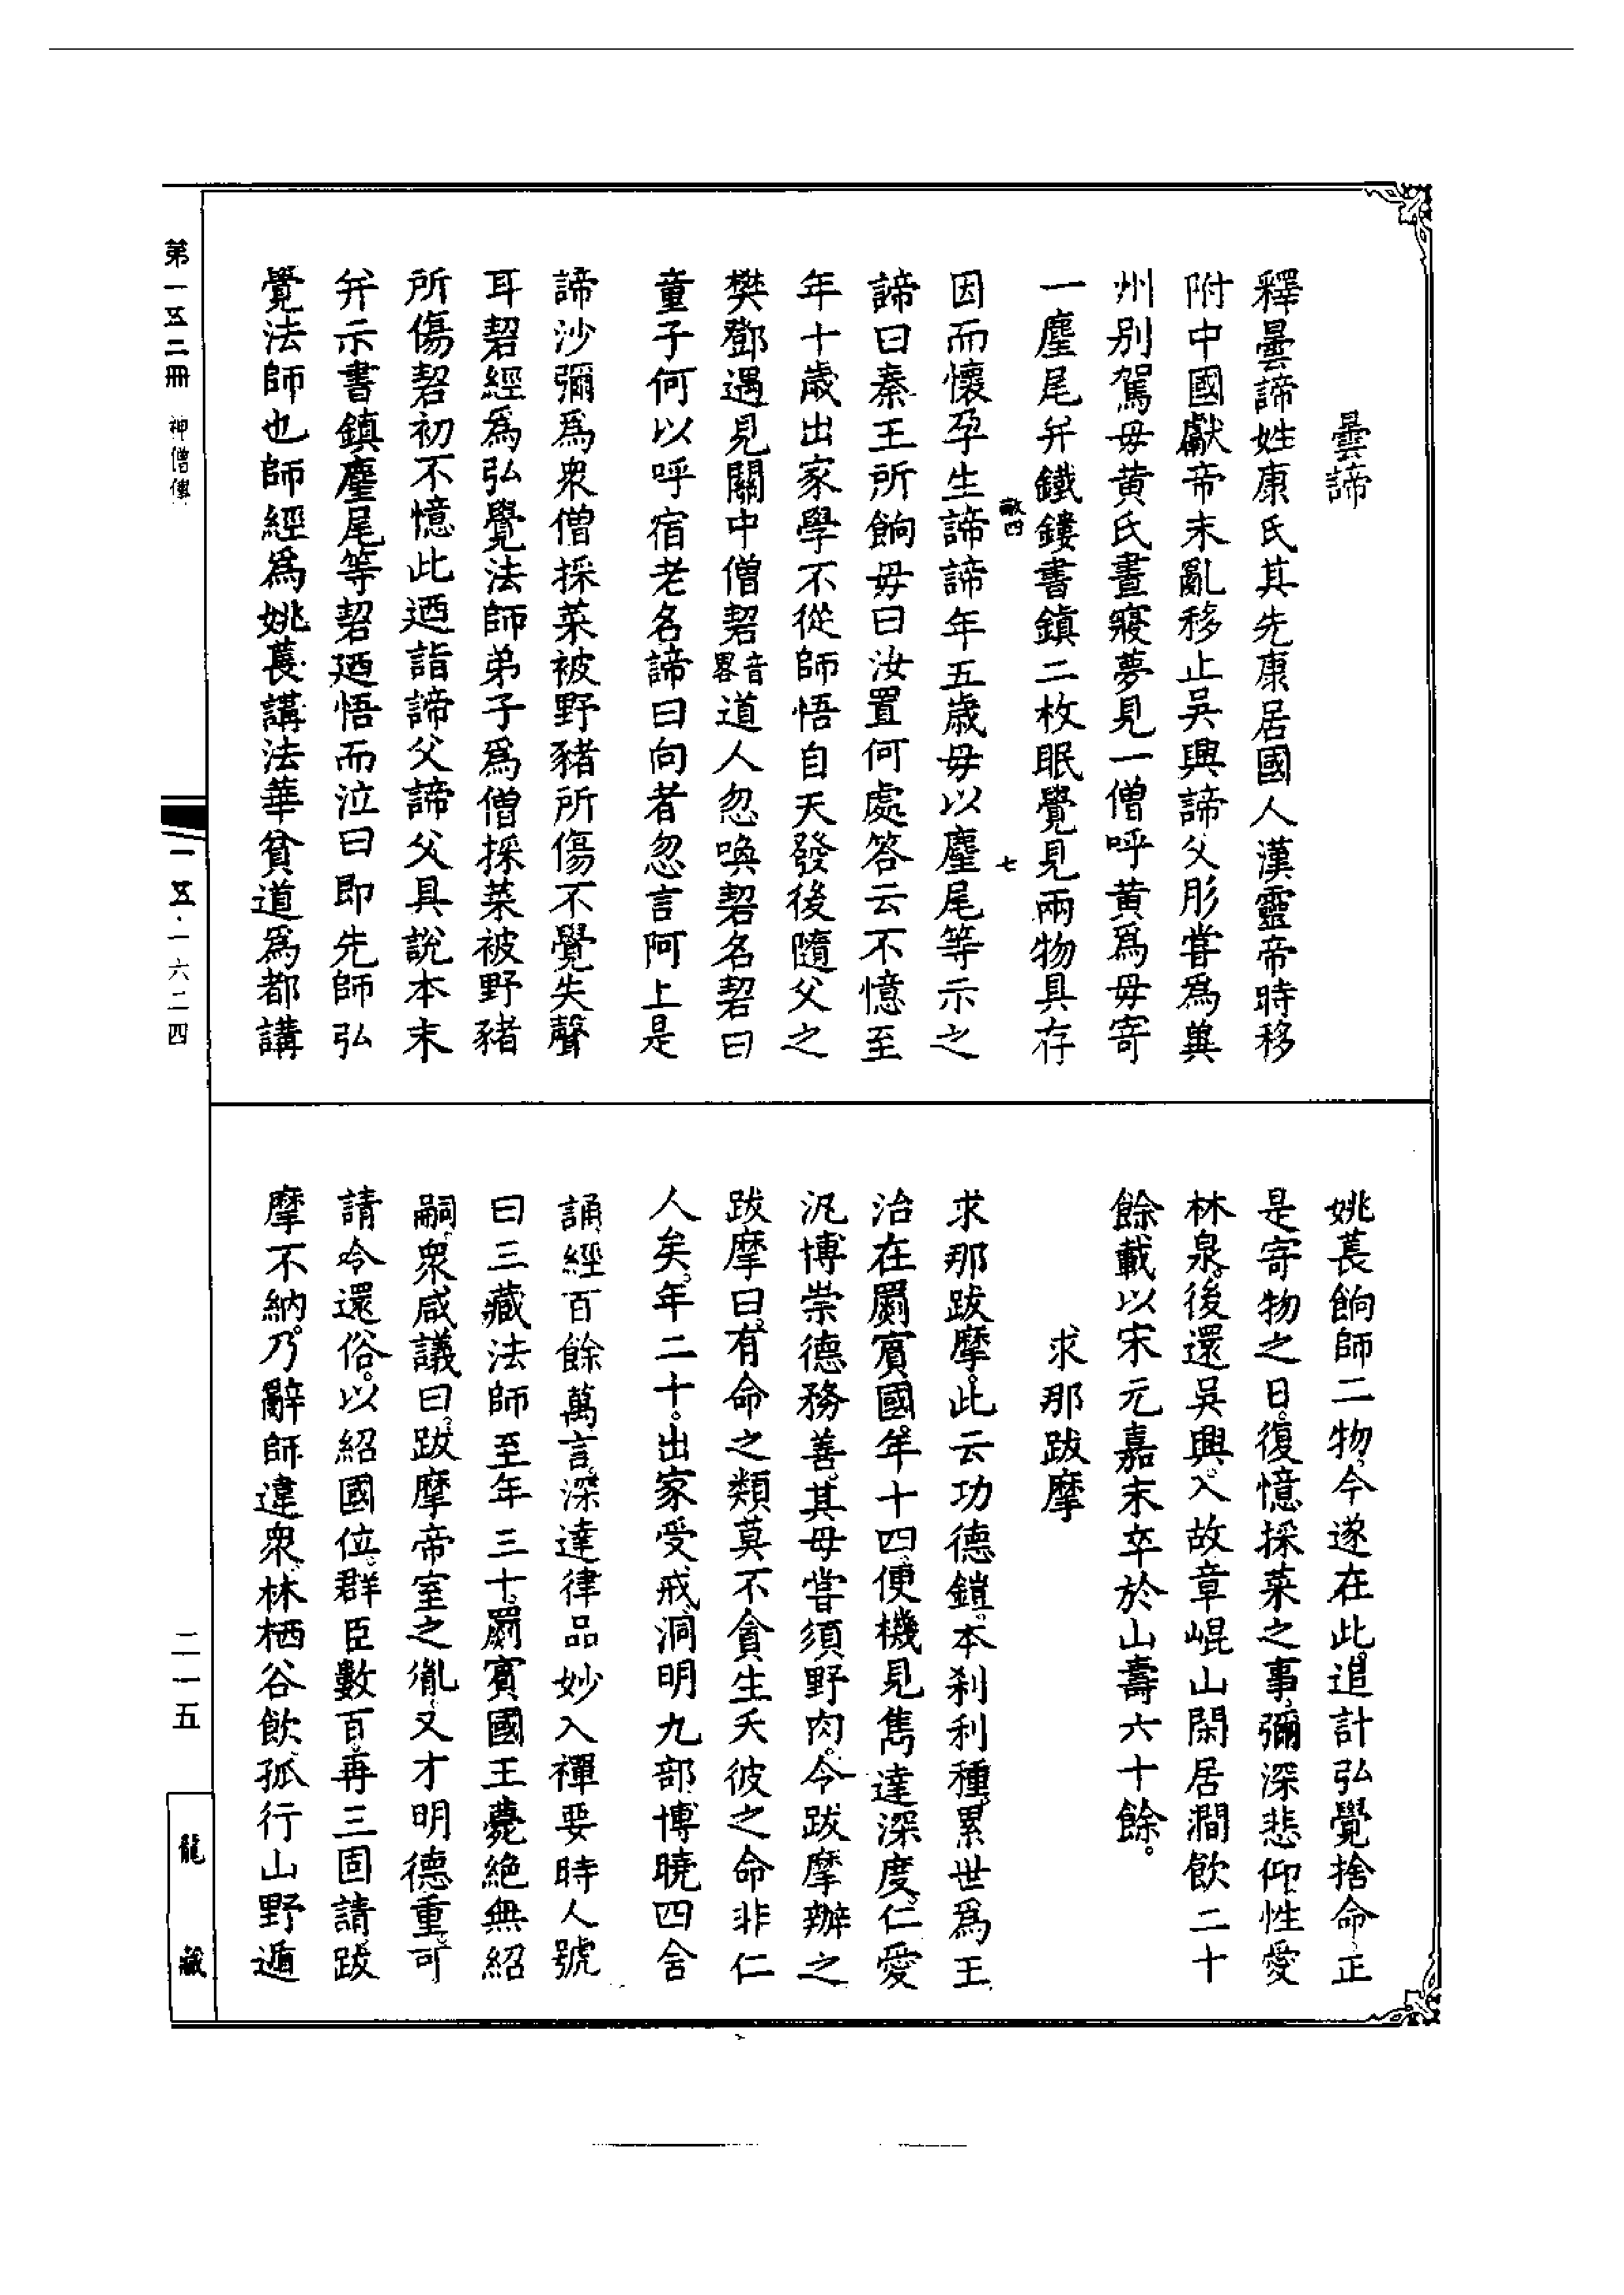 曇諦
釋曇諦姓康氏其先康居國人漢靈帝時移
附中國獻帝末亂移止吳興諦父肜嘗爲兾
州別駕母黃氏晝寢夢見一僧呼黃爲母寄
一麈尾并鐵鏤書鎮二枚眠覺見兩物具存
因而懷孕生諦諦年五歲母以麈尾等示之
諦曰秦王所餉母曰汝置何處答云不憶至
年十歲出家學不從師悟自天發後隨父之
樊鄧遇見關中僧䂮音畧道人忽喚䂮名䂮曰
童子何以呼宿老名諦曰向者忽言阿上是
諦沙彌爲衆僧採菜被野豬所傷不覺失聲
耳䂮經爲弘覺法師弟子爲僧採菜被野豬
所傷䂮初不憶此迺詣諦父諦父具說本末
并示書鎮麈尾等䂮迺悟而泣曰即先師弘
覺法師也師經爲姚萇講法華貧道爲都講
姚萇餉師二物。今遂在此。追計弘覺捨命、正
是寄物之日。復憶採菜之事、彌深悲仰、性愛
林泉。後還吳興。入故章崐山閑居澗飲二十
餘載以宋元嘉末卒於山壽六十餘。
求那跋摩
求那跋摩。此云功德鎧。本刹利種。累世爲王
治在罽賓國。年十四、便機見雋達深度。仁愛
汎博崇德務善。其母嘗須野肉。今跋摩辦之
跋摩曰。有命之類莫不貪生夭彼之命非仁
人矣。年二十。出家受戒、洞明九部、博曉四含
誦經百餘萬言。深達律品妙入禪要時人號
曰三藏法師至年三十。罽賓國王薨絕無紹
嗣。衆咸議曰。跋摩帝室之胤。又才明德重。可
請令還俗。以紹國位。群臣數百。再三固請跋
摩不納。乃辭師違衆、林栖谷飲、孤行山野遁
敵四
七
第一五二冊 神僧傳
一五·一六二四
二一五
龍藏